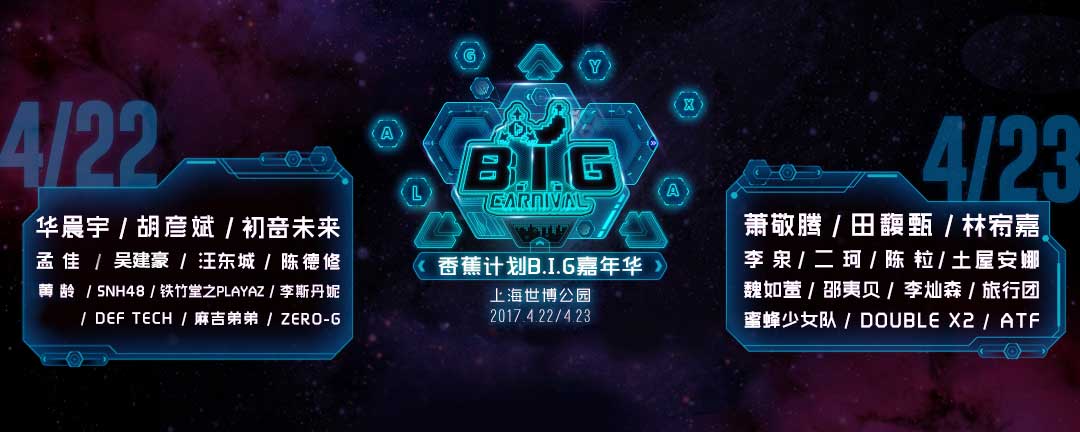 4/22
华晨宇 / 胡彦斌 / 初音未来
孟 佳 / 吴建豪 / 汪东城 / 陈德修
黄 龄 / SNH48 / 铁竹堂之PLAYAZ / 李斯丹妮
/ DEF TECH / 麻吉弟弟 / ZERO-G
G
A
L
A
X
Y
B.I.G
CARNIVAL
香蕉计划B.I.G嘉年华
上海世博公园
2017.4.22/4.23
4/23
萧敬腾 / 田馥甄 / 林宥嘉
李 泉 / 二 珂 / 陈 粒 / 土屋安娜
魏如萱 / 邵夷贝 / 李灿森 / 旅行团
蜜蜂少女队 / DOUBLE X2 / ATF